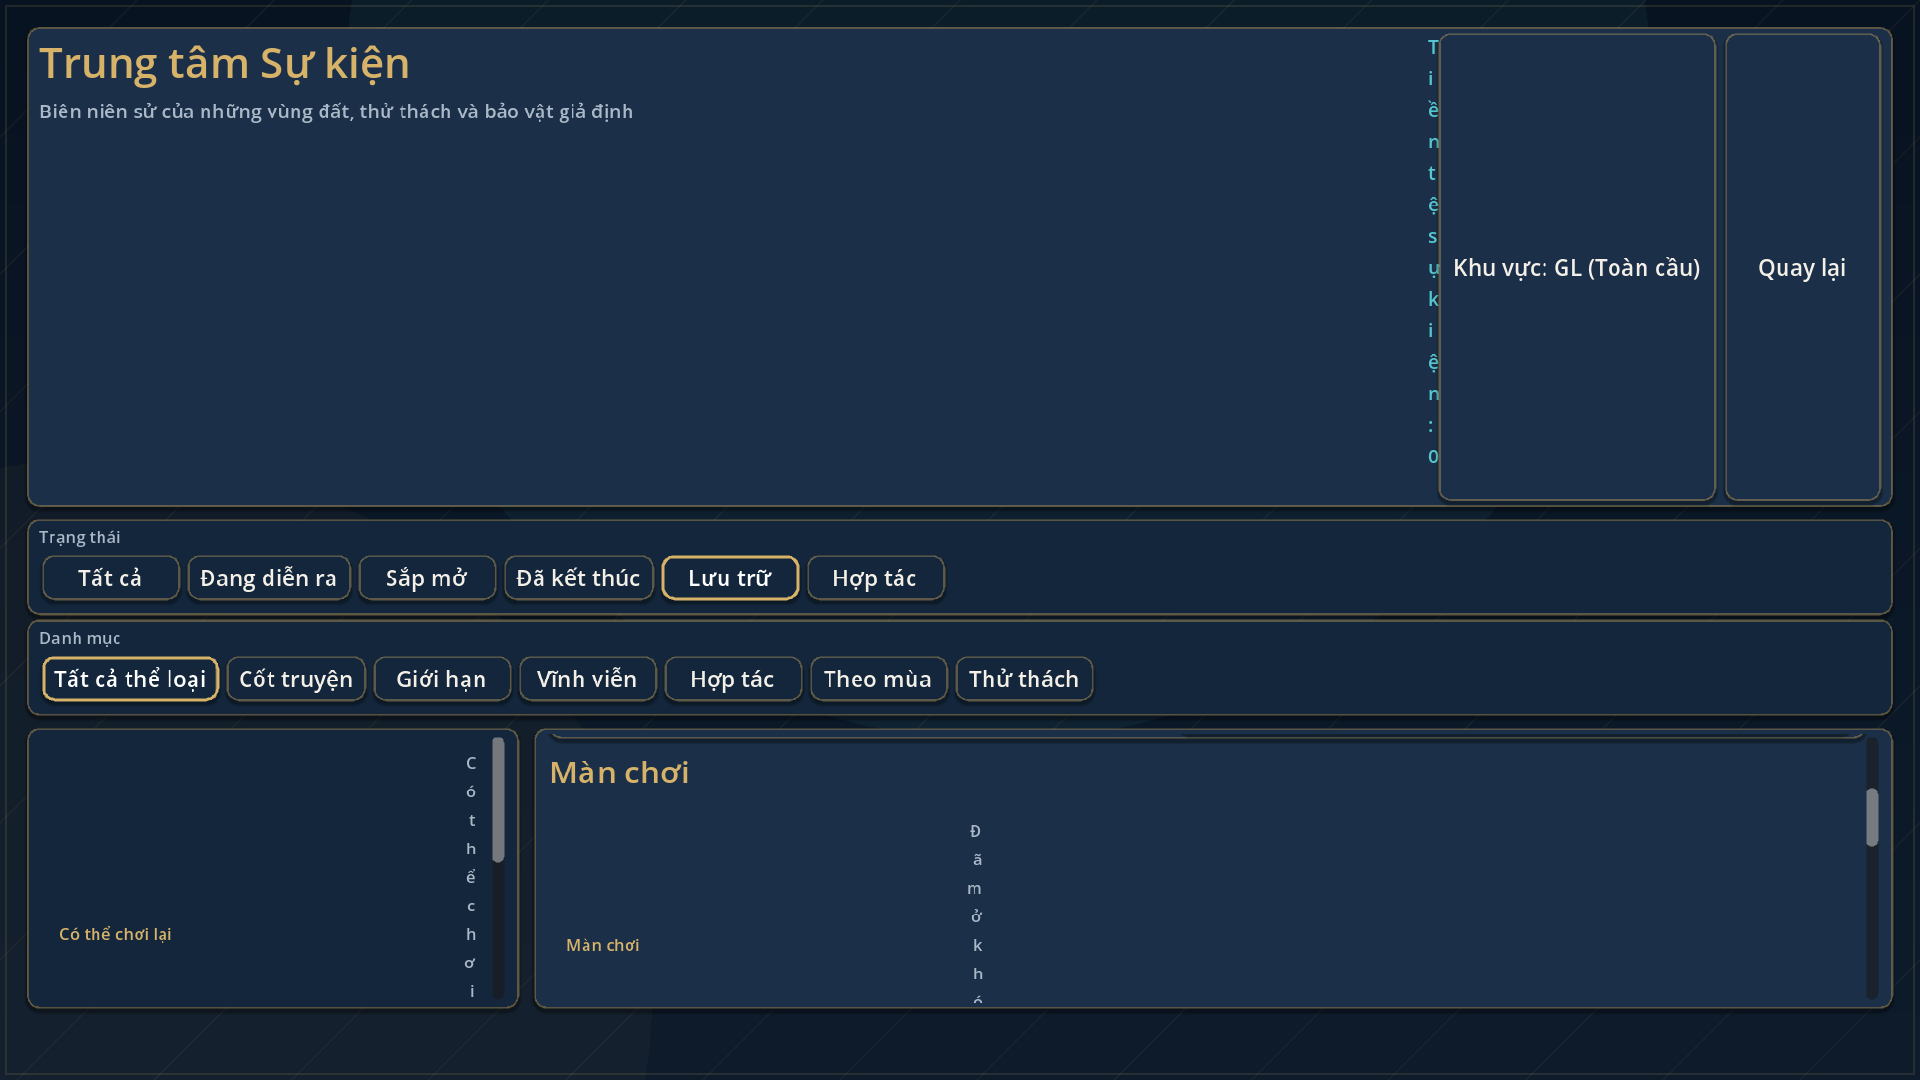 Trung tâm Sự kiện
Biên niên sử của những vùng đất, thử thách và bảo vật giả định
Tiền tệ sự kiện: 0
Khu vực: GL (Toàn cầu)
Quay lại
Trạng thái
Tất cả
Đang diễn ra
Sắp mở
Đã kết thúc
Lưu trữ
Hợp tác
Danh mục
Tất cả thể loại
Cốt truyện
Giới hạn
Vĩnh viễn
Hợp tác
Theo mùa
Thử thách
Có thể chơi lại
Có thể chơi
Màn chơi
Màn chơi
Đã mở khó